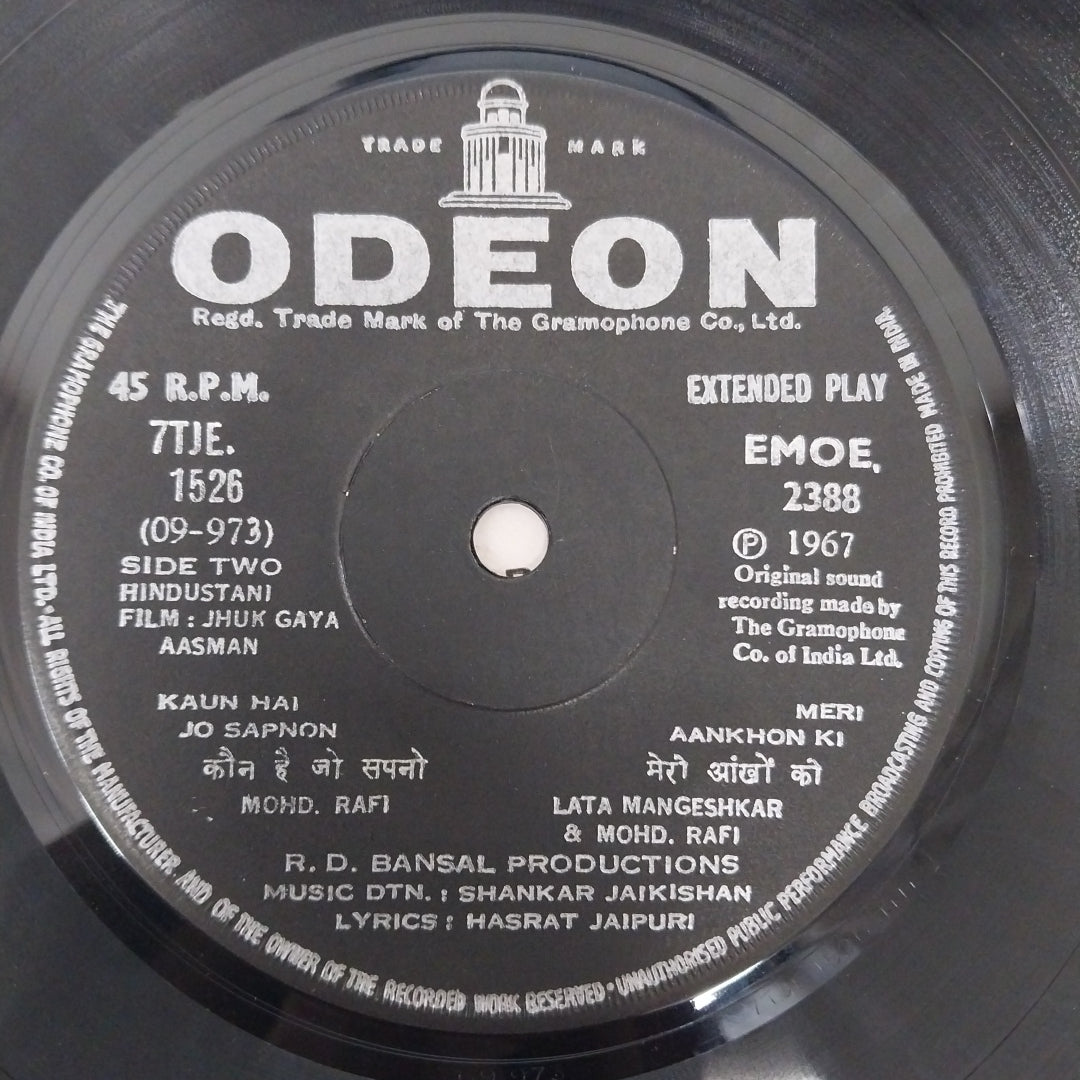 TRADE MARK
ODEON
Regd. Trade Mark of The Gramophone Co., Ltd.
45 R.P.M.
7TJE.
1526
(09-973)
SIDE TWO
HINDUSTANI
FILM : JHUK GAYA
AASMAN
EXTENDED PLAY
EMOE.
2388
Ⓟ 1967
Original sound
recording made by
The Gramophone
Co. of India Ltd.
KAUN HAI
JO SAPNON
कौन है जो सपनो
MOHD. RAFI
MERI
AANKHON KI
मेरी आंखों की
LATA MANGESHKAR
& MOHD. RAFI
R. D. BANSAL PRODUCTIONS
MUSIC DTN. : SHANKAR JAIKISHAN
LYRICS : HASRAT JAIPURI
THE GRAMOPHONE CO. OF INDIA LTD. · ALL RIGHTS OF THE MANUFACTURER AND OF THE OWNER OF THE RECORDED WORK RESERVED · UNAUTHORISED PUBLIC PERFORMANCE BROADCASTING AND COPYING OF THIS RECORD PROHIBITED MADE IN INDIA.